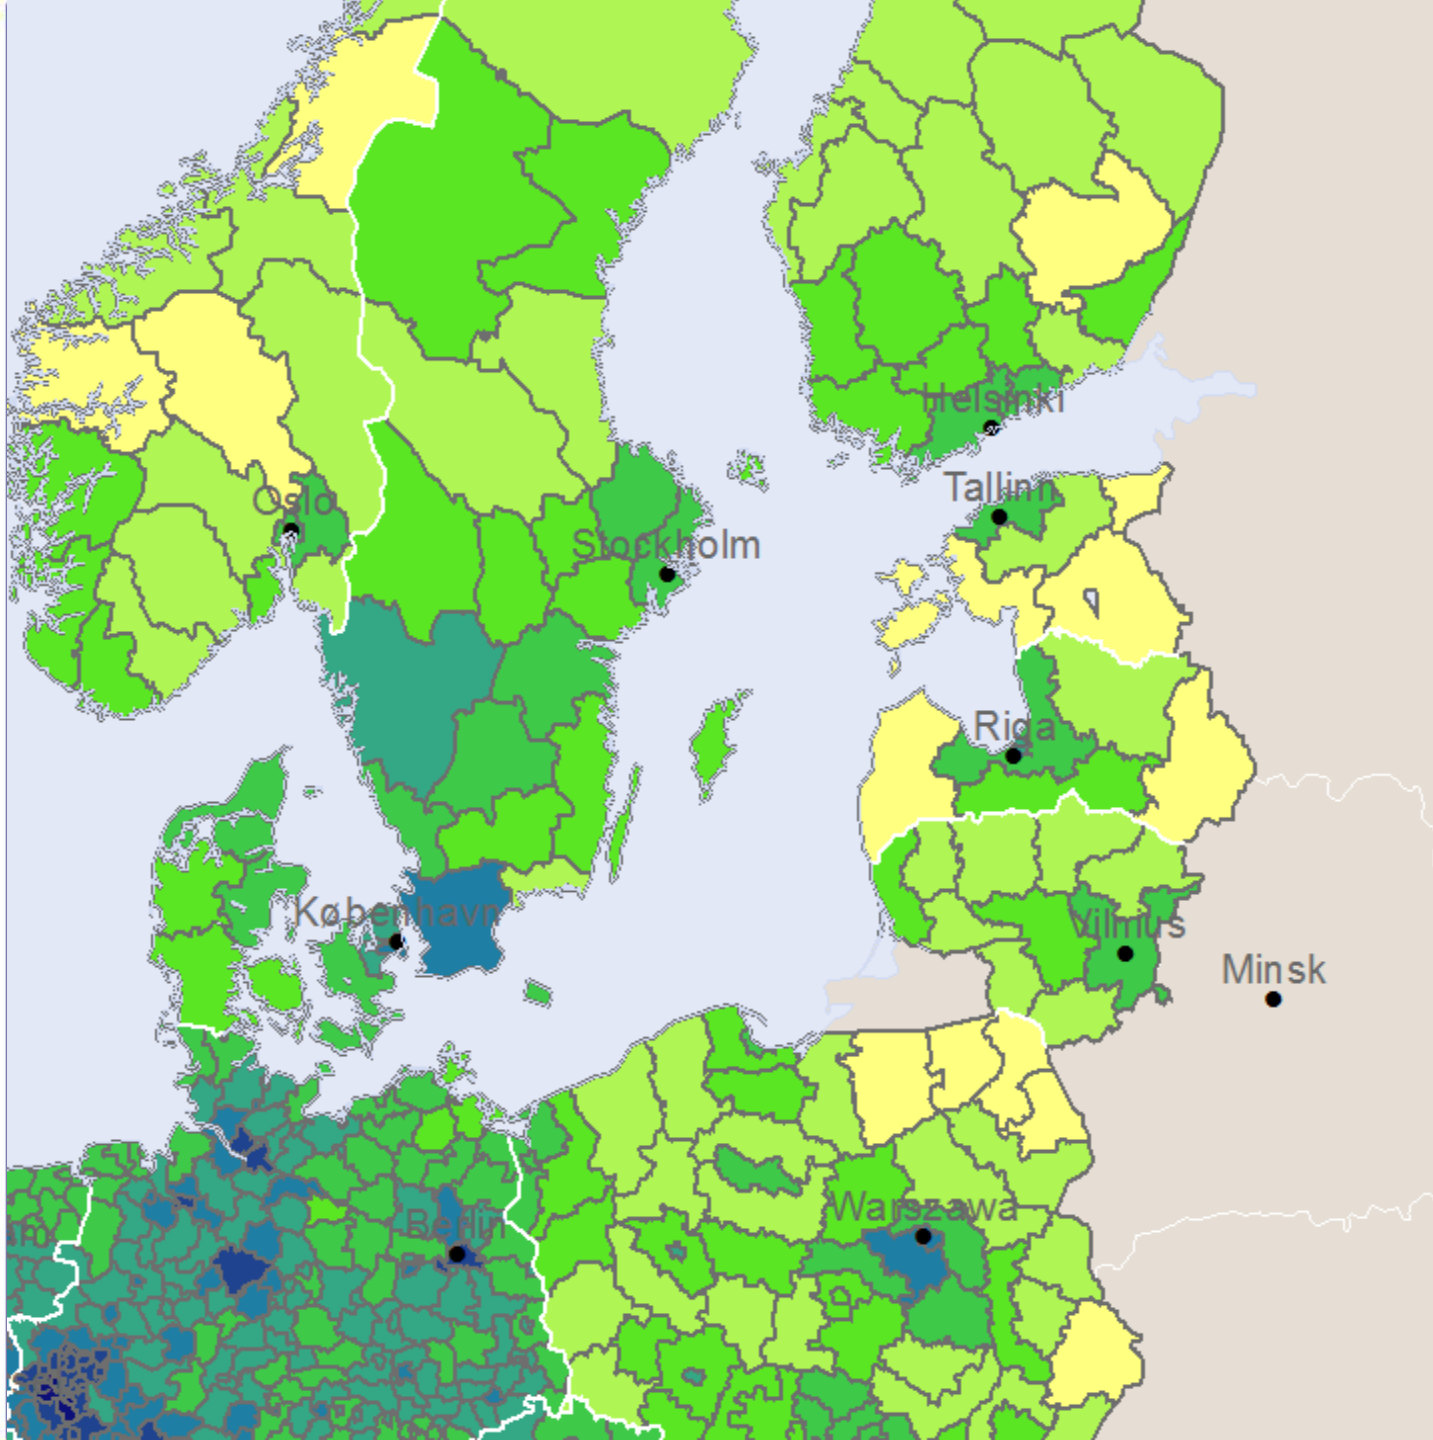 Helsinki
Tallinn
Oslo
Stockholm
Riga
København
Vilnius
Minsk
Warszawa
Berlin